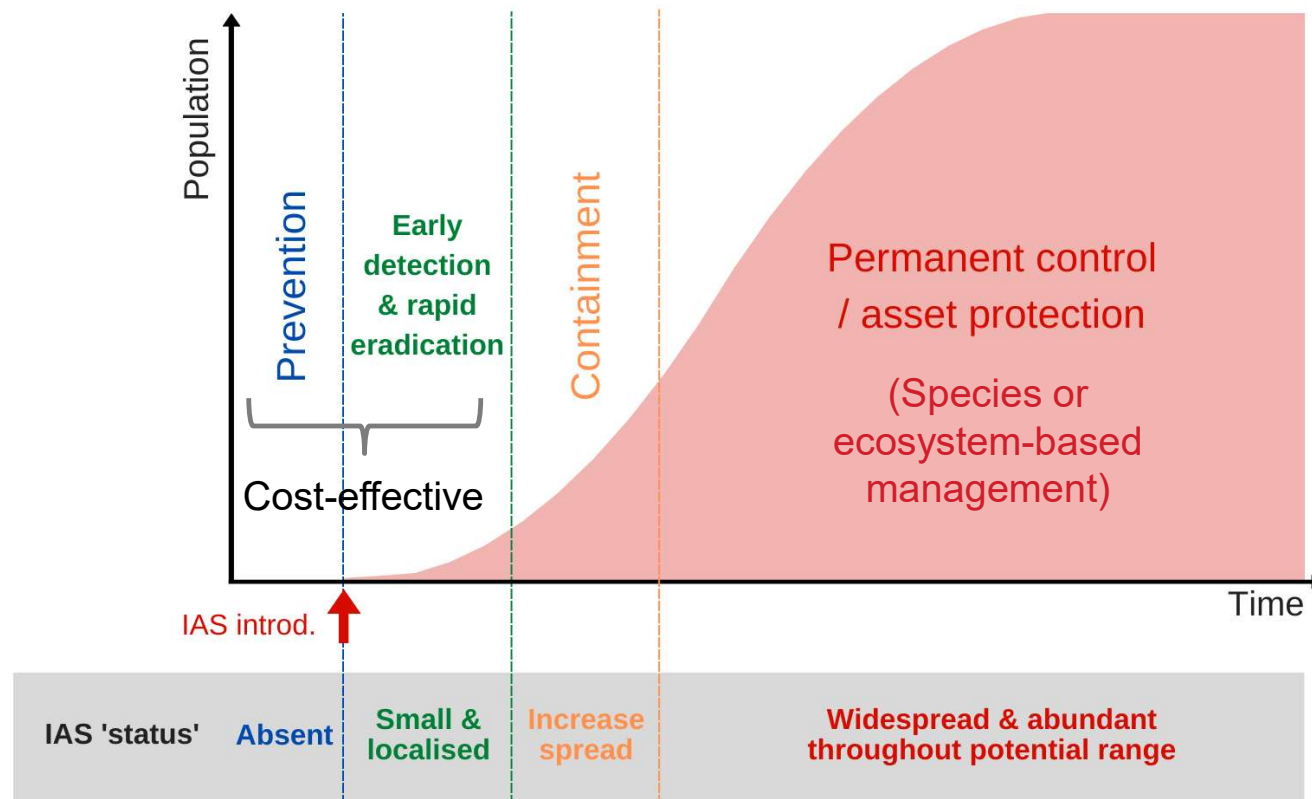 Population
Prevention
Early
detection
& rapid
eradication
Containment
Permanent control
/ asset protection
(Species or
ecosystem-based
management)
Cost-effective
Time
IAS introd.
IAS 'status'
Absent
Small &
localised
Increase
spread
Widespread & abundant
throughout potential range